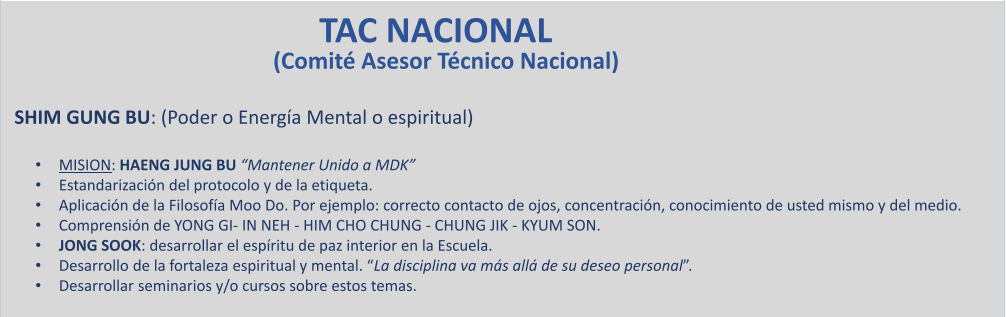 TAC NACIONAL
(Comité Asesor Técnico Nacional)
SHIM GUNG BU: (Poder o Energía Mental o espiritual)
• MISION: HAENG JUNG BU “Mantener Unido a MDK”
• Estandarización del protocolo y de la etiqueta.
• Aplicación de la Filosofía Moo Do. Por ejemplo: correcto contacto de ojos, concentración, conocimiento de usted mismo y del medio.
• Comprensión de YONG GI- IN NEH - HIM CHO CHUNG - CHUNG JIK - KYUM SON.
• JONG SOOK: desarrollar el espíritu de paz interior en la Escuela.
• Desarrollo de la fortaleza espiritual y mental. “La disciplina va más allá de su deseo personal”.
• Desarrollar seminarios y/o cursos sobre estos temas.